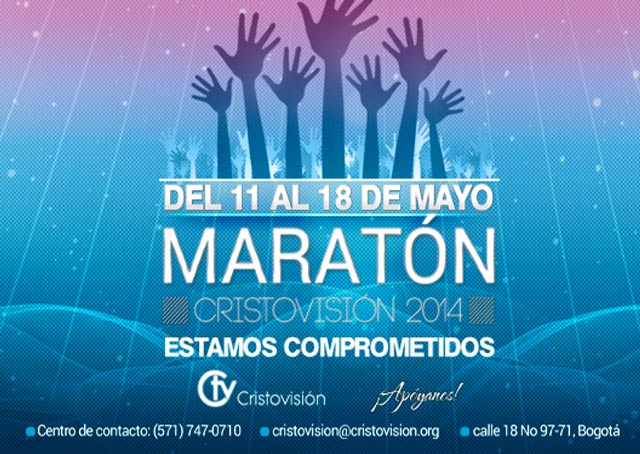 DEL 11 AL 18 DE MAYO
MARATÓN
CRISTOVISIÓN 2014
ESTAMOS COMPROMETIDOS
Ctv Cristovisión ¡Apóyanos!
Centro de contacto: (571) 747-0710 cristovision@cristovision.org calle 18 No 97-71, Bogotá